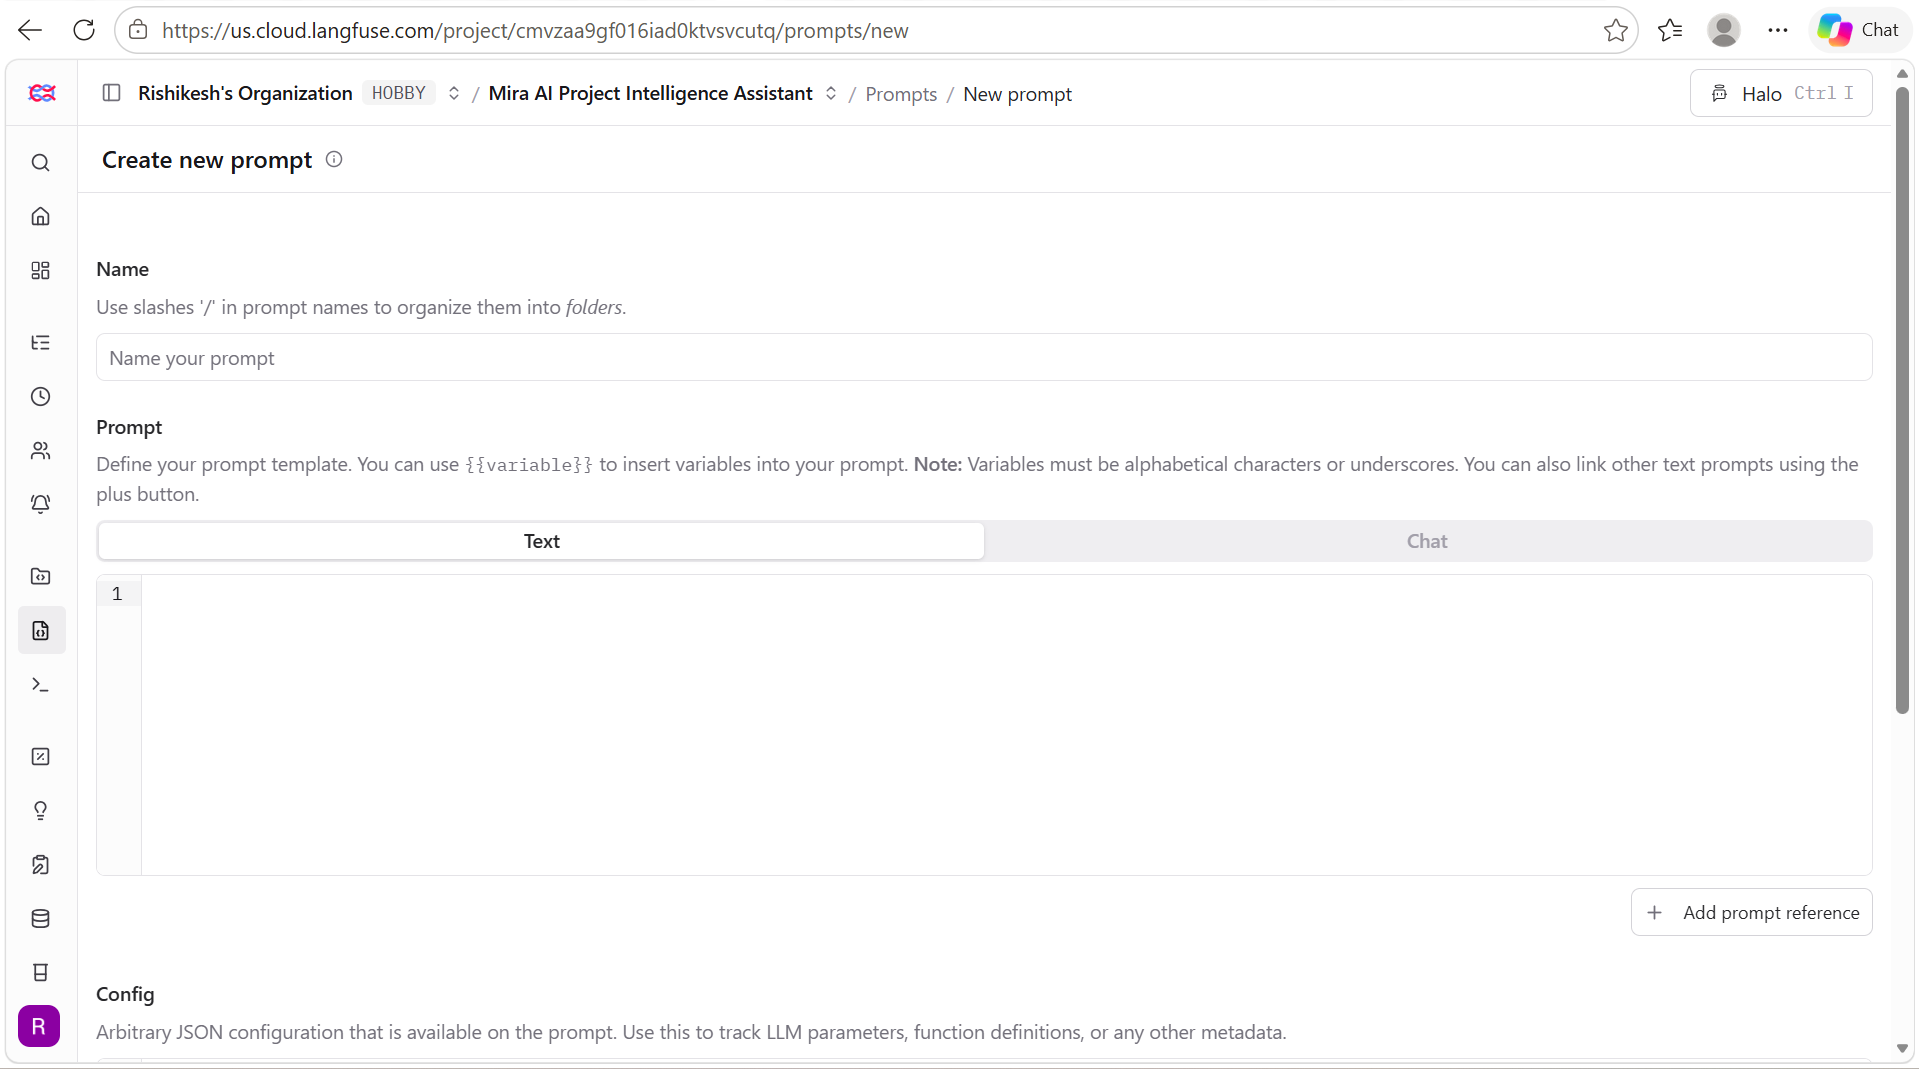 https://us.cloud.langfuse.com/project/cmvzaa9gf016iad0ktvsvcutq/prompts/new
Chat
Rishikesh's Organization HOBBY / Mira AI Project Intelligence Assistant / Prompts / New prompt
Halo Ctrl I
Create new prompt
Name
Use slashes '/' in prompt names to organize them into folders.
Name your prompt
Prompt
Define your prompt template. You can use {{variable}} to insert variables into your prompt. Note: Variables must be alphabetical characters or underscores. You can also link other text prompts using the
plus button.
Text
Chat
1
+ Add prompt reference
Config
Arbitrary JSON configuration that is available on the prompt. Use this to track LLM parameters, function definitions, or any other metadata.
R